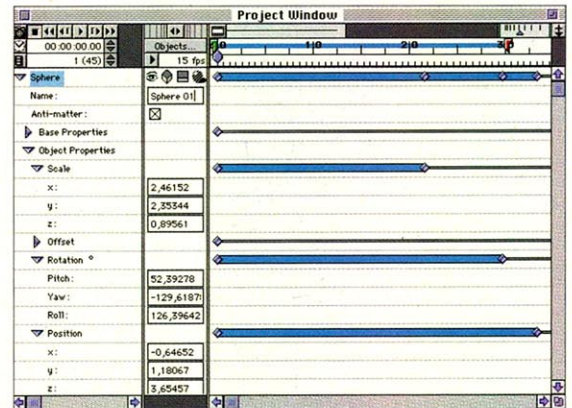 Project Window
00:00:00.00 Objects... 0 1|0 2|0
1 (45) 15 fps
Sphere
Name: Sphere 01
Anti-matter:
Base Properties
Object Properties
Scale
x: 2,46152
y: 2,35344
z: 0,89561
Offset
Rotation °
Pitch: 52,39278
Yaw: -129,6187
Roll: 126,39642
Position
x: -0,64652
y: 1,18067
z: 3,65457